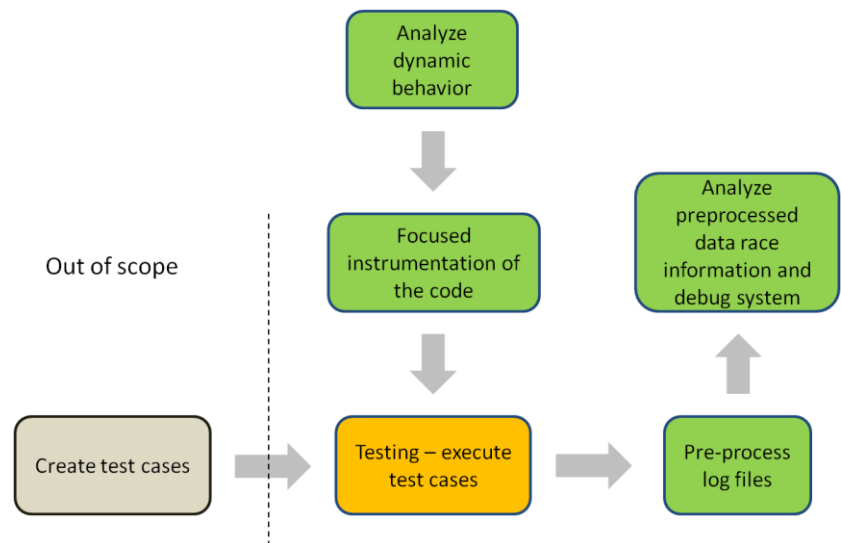 Analyze
dynamic
behavior
Focused
instrumentation of
the code
Analyze
preprocessed
data race
information and
debug system
Out of scope
Create test cases
Testing – execute
test cases
Pre-process
log files